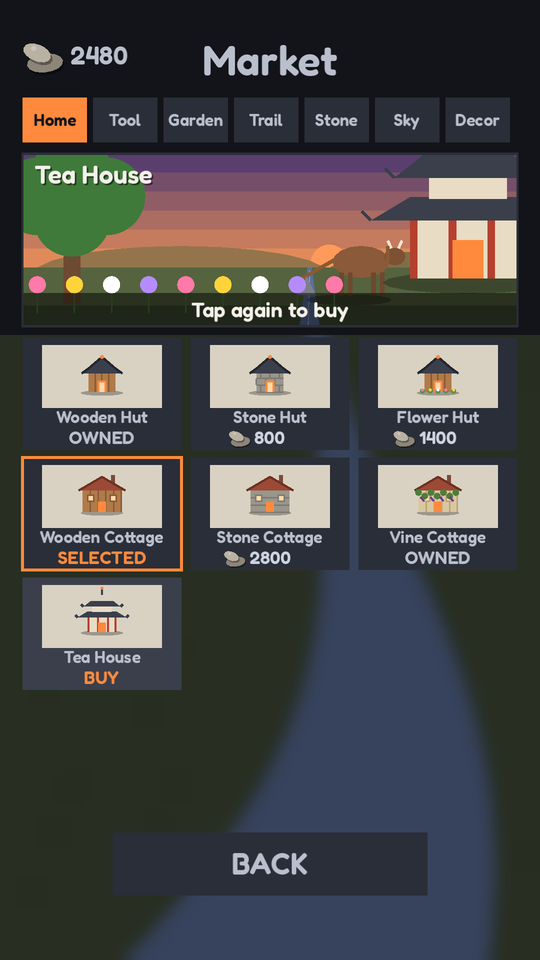 2480
Market
Home
Tool
Garden
Trail
Stone
Sky
Decor
Tea House
Tap again to buy
Wooden Hut
OWNED
Stone Hut
800
Flower Hut
1400
Wooden Cottage
SELECTED
Stone Cottage
2800
Vine Cottage
OWNED
Tea House
BUY
BACK